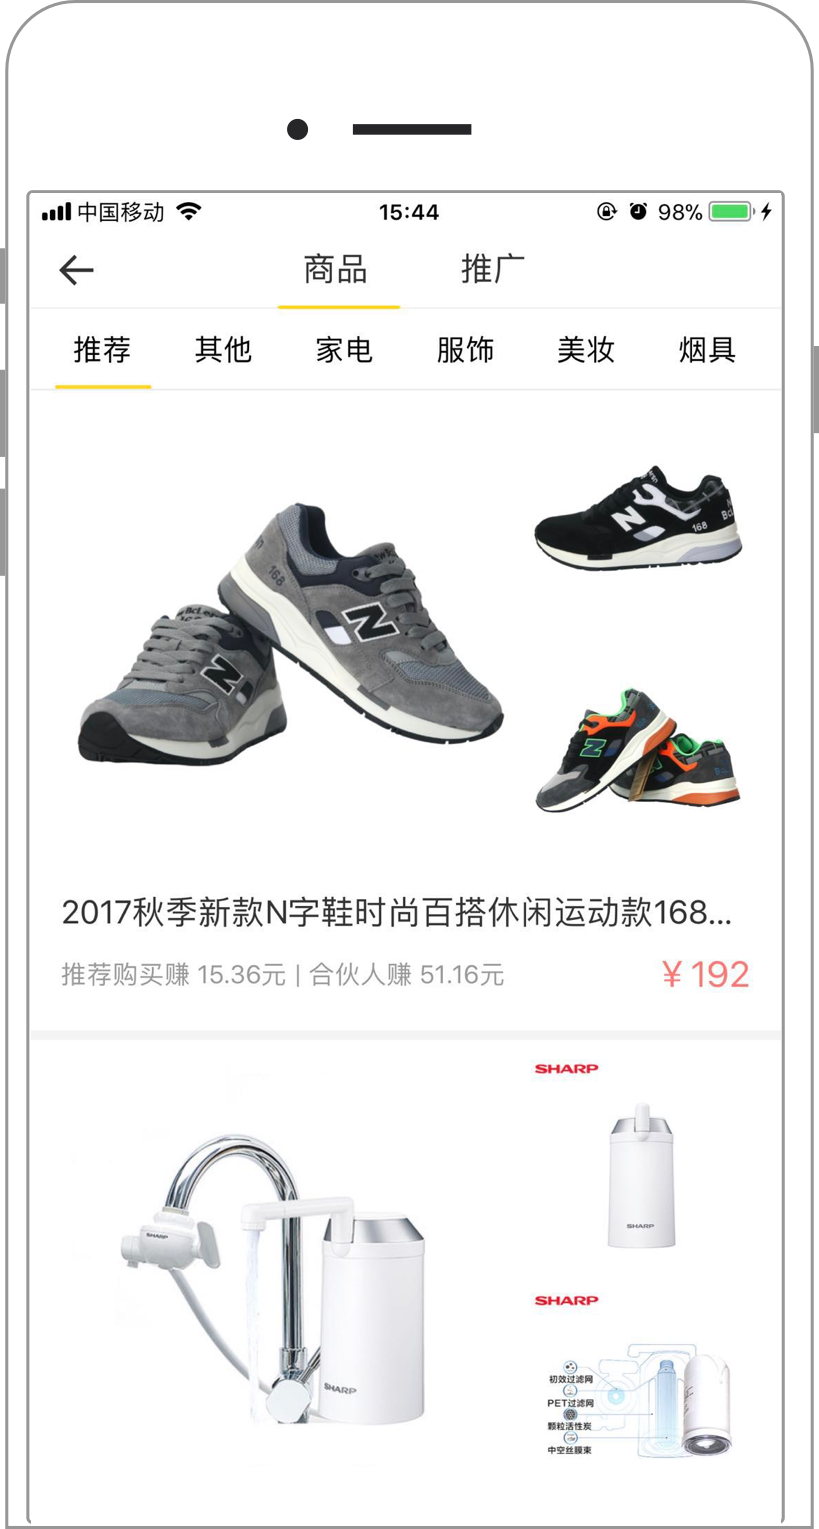 中国移动
15:44
98%
商品
推广
推荐
其他
家电
服饰
美妆
烟具
168
N
N
168
N
N
2017秋季新款N字鞋时尚百搭休闲运动款168...
推荐购买赚 15.36元 | 合伙人赚 51.16元
￥192
SHARP
SHARP
SHARP
SHARP
SHARP
初效过滤网
PET过滤网
颗粒活性炭
中空丝膜束